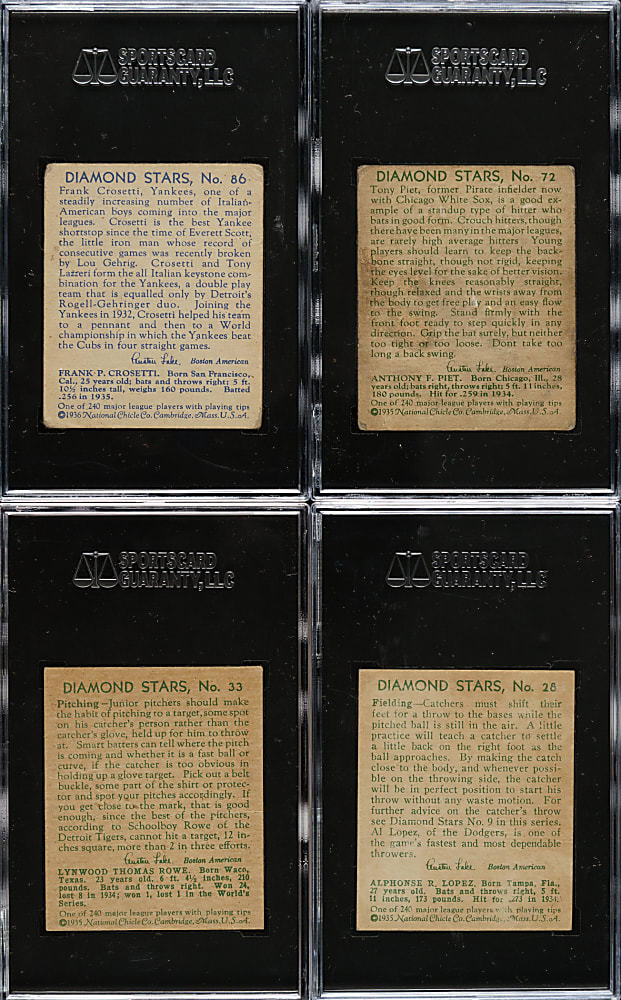 SPORTSCARD
GUARANTY, LLC
DIAMOND STARS, No. 86
Frank Crosetti, Yankees, one of a
steadily increasing number of Italian-
American boys coming into the major
leagues. Crosetti is the best Yankee
shortstop since the time of Everett Scott,
the little iron man whose record of
consecutive games was recently broken
by Lou Gehrig. Crosetti and Tony
Lazzeri form the all Italian keystone com-
bination for the Yankees, a double play
team that is equalled only by Detroit's
Rogell-Gehringer duo. Joining the
Yankees in 1932, Crosetti helped his team
to a pennant and then to a World
championship in which the Yankees beat
the Cubs in four straight games.
Austen Lake, Boston American
FRANK P. CROSETTI. Born San Francisco,
Cal., 25 years old; bats and throws right; 5 ft.
10½ inches tall, weighs 160 pounds. Batted
.256 in 1935.
One of 240 major league players with playing tips
©1936 National Chicle Co. Cambridge, Mass. U.S.A.
SPORTSCARD
GUARANTY, LLC
DIAMOND STARS, No. 72
Tony Piet, former Pirate infielder now
with Chicago White Sox, is a good ex-
ample of a standup type of hitter who
bats in good form. Crouch hitters, though
there have been many in the major leagues,
are rarely high average hitters Young
players should learn to keep the back-
bone straight, though not rigid, keeping
the eyes level for the sake of better vision.
Keep the knees reasonably straight,
though relaxed and the wrists away from
the body to get free play and an easy flow
to the swing. Stand firmly with the
front foot ready to step quickly in any
direction. Grip the bat surely, but neither
too tight or too loose. Dont take too
long a back swing.
Austen Lake, Boston American
ANTHONY F. PIET. Born Chicago, Ill., 28
years old; bats right, throws right; 5 ft. 11 inches,
180 pounds. Hit for .259 in 1934.
One of 240 major league players with playing tips
©1935 National Chicle Co. Cambridge, Mass. U.S.A.
SPORTSCARD
GUARANTY, LLC
DIAMOND STARS, No. 33
Pitching—Junior pitchers should make
the habit of pitching to a target, some spot
on his catcher's person rather than the
catcher's glove, held up for him to throw
at. Smart batters can tell where the pitch
is coming and whether it is a fast ball or
curve, if the catcher is too obvious in
holding up a glove target. Pick out a belt
buckle, some part of the shirt or protec-
tor and spot your pitches accordingly. If
you get close to the mark, that is good
enough, since the best of the pitchers,
according to Schoolboy Rowe of the
Detroit Tigers, cannot hit a target, 12 in-
ches square, more than 2 in three efforts.
Austen Lake, Boston American
LYNWOOD THOMAS ROWE. Born Waco,
Texas. 23 years old. 6 ft. 4½ inches, 210
pounds. Bats and throws right. Won 24,
lost 8 in 1934; won 1, lost 1 in the World's
Series.
One of 240 major league players with playing tips
©1935 National Chicle Co. Cambridge, Mass. U.S.A.
SPORTSCARD
GUARANTY, LLC
DIAMOND STARS, No. 28
Fielding—Catchers must shift their
feet for a throw to the bases while the
pitched ball is still in the air. A little
practice will teach a catcher to settle
a little back on the right foot as the
ball approaches. By making the catch
close to the body, and whenever possi-
ble on the throwing side, the catcher
will be in perfect position to start his
throw without any waste motion. For
further advice on the catcher's throw
see Diamond Stars No. 9 in this series.
Al Lopez, of the Dodgers, is one of
the game's fastest and most dependable
throwers.
Austen Lake, Boston American
ALPHONSE R. LOPEZ. Born Tampa, Fla.,
27 years old. Bats and throws right, 5 ft.
11 inches, 173 pounds. Hit for .273 in 1934.
One of 240 major league players with playing tips
©1935 National Chicle Co. Cambridge, Mass. U.S.A.